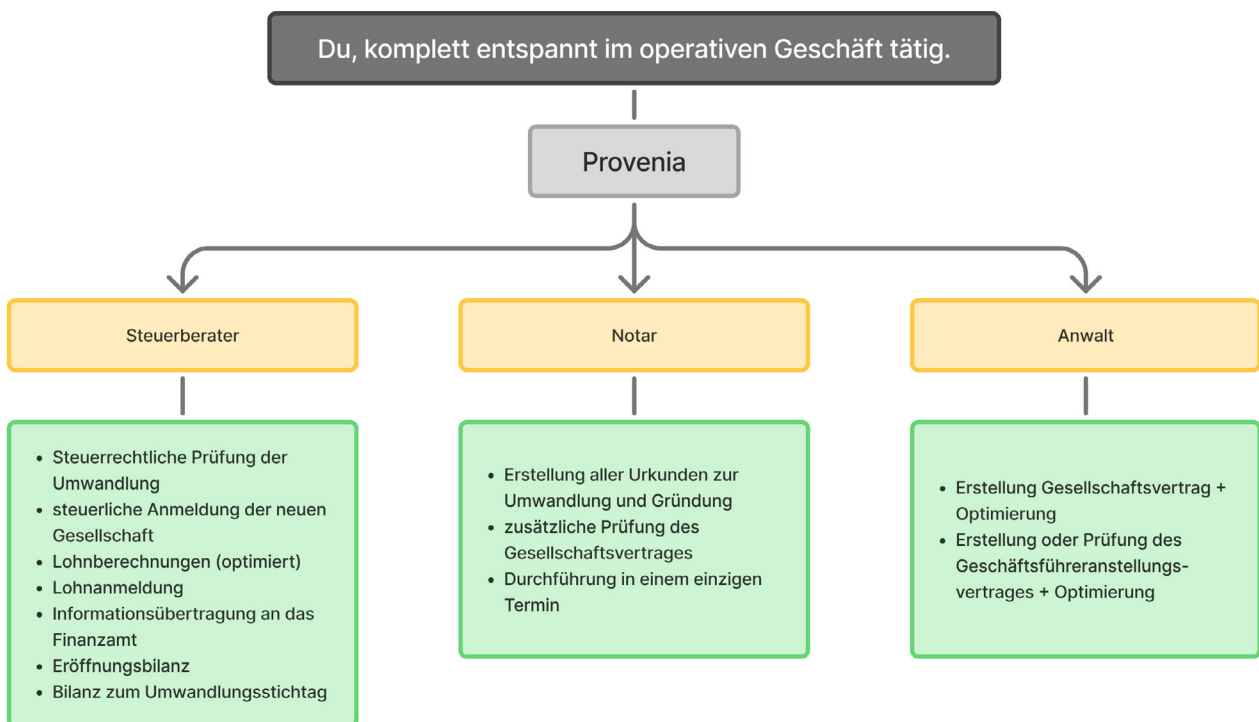 Du, komplett entspannt im operativen Geschäft tätig.
Provenia
Steuerberater
• Steuerrechtliche Prüfung der
Umwandlung
• steuerliche Anmeldung der neuen
Gesellschaft
• Lohnberechnungen (optimiert)
• Lohnanmeldung
• Informationsübertragung an das
Finanzamt
• Eröffnungsbilanz
• Bilanz zum Umwandlungsstichtag
Notar
• Erstellung aller Urkunden zur
Umwandlung und Gründung
• zusätzliche Prüfung des
Gesellschaftsvertrages
• Durchführung in einem einzigen
Termin
Anwalt
• Erstellung Gesellschaftsvertrag +
Optimierung
• Erstellung oder Prüfung des
Geschäftsführeranstellungs-
vertrages + Optimierung